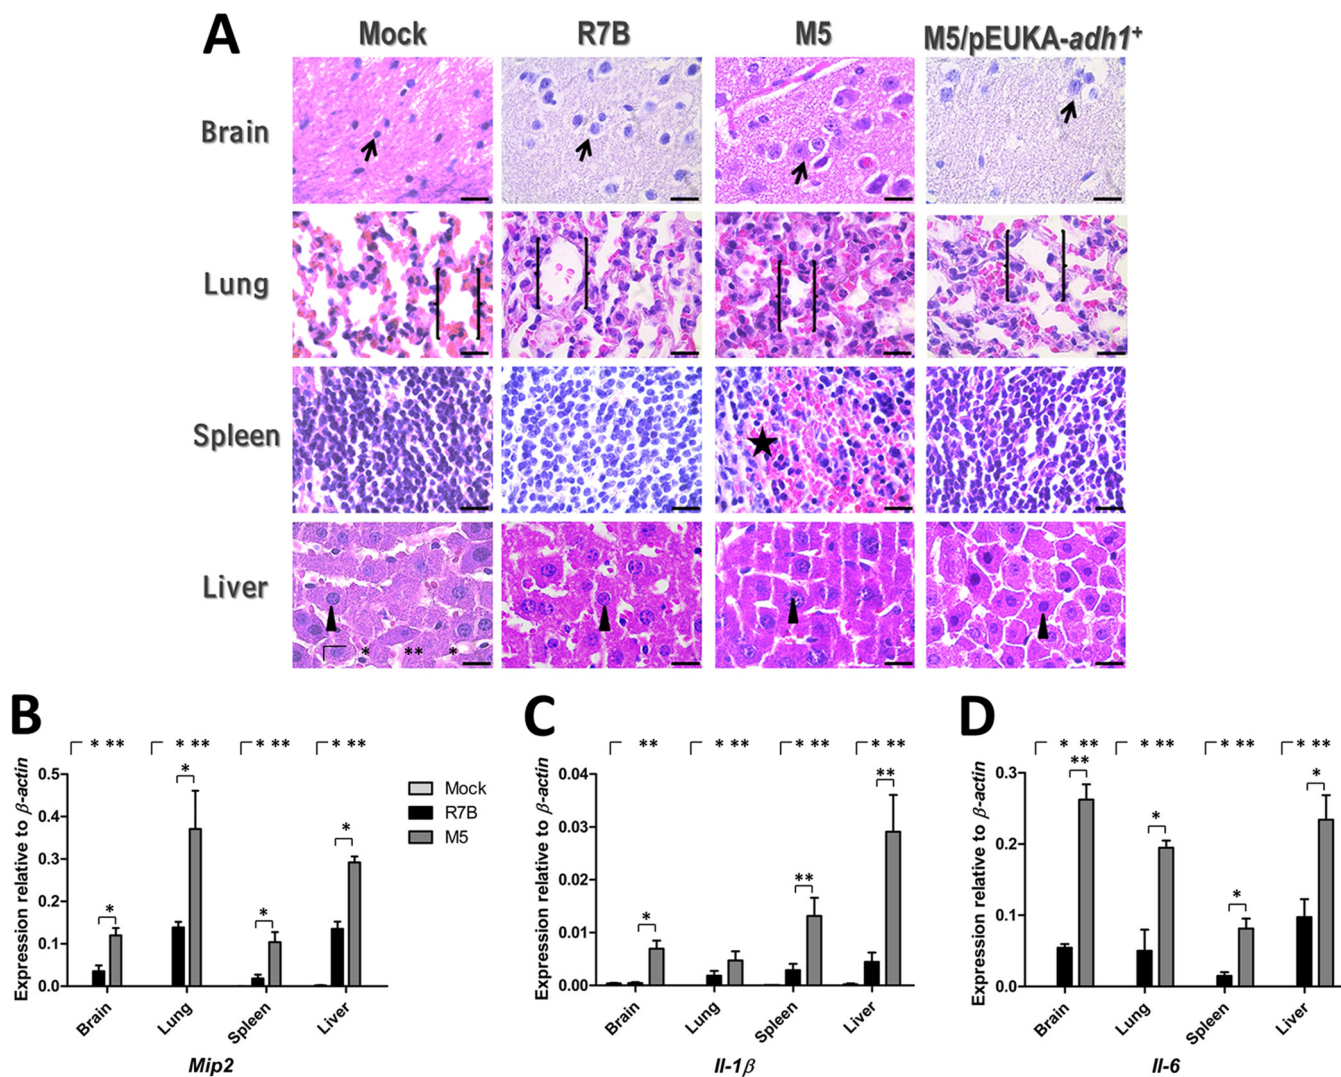 A
Mock R7B M5 M5/pEUKA-adh1+
Brain
Lung
Spleen
Liver
* ** *
B
* ** * ** * ** * **
Expression relative to β-actin
0.5
0.4
0.3
0.2
0.1
0.0
* * * *
Brain Lung Spleen Liver
Mip2
Mock
R7B
M5
C
** * ** * ** * **
Expression relative to β-actin
0.04
0.03
0.02
0.01
0.00
* ** **
Brain Lung Spleen Liver
Il-1β
D
* ** * ** * ** * **
Expression relative to β-actin
0.3
0.2
0.1
0.0
** * * *
Brain Lung Spleen Liver
Il-6